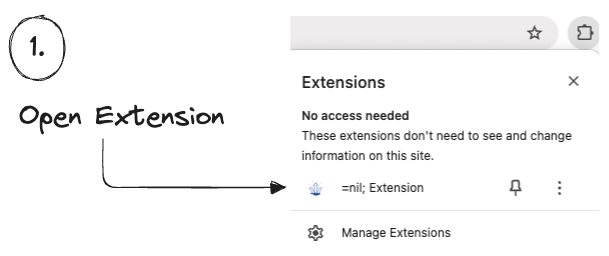 1.
Open Extension
Extensions
No access needed
These extensions don't need to see and change
information on this site.
=nil; Extension
Manage Extensions